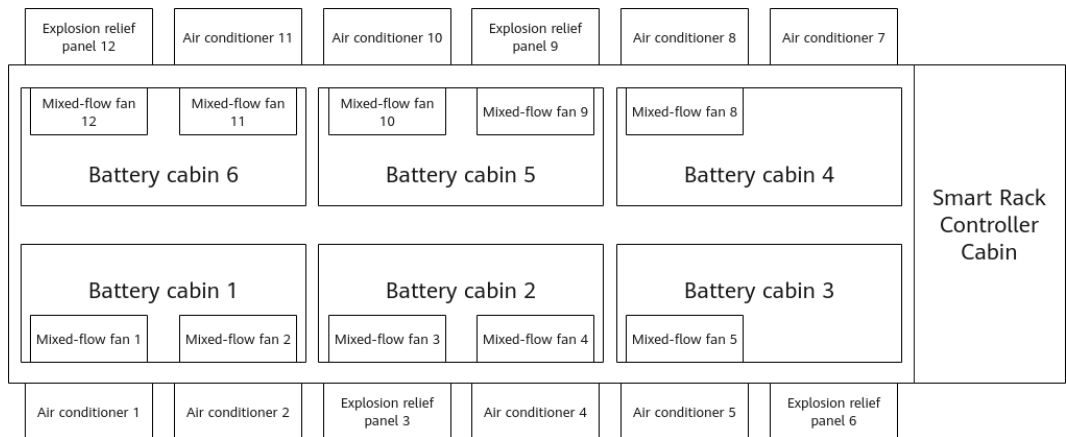 Explosion relief
panel 12
Air conditioner 11
Air conditioner 10
Explosion relief
panel 9
Air conditioner 8
Air conditioner 7
Mixed-flow fan
12
Mixed-flow fan
11
Mixed-flow fan
10
Mixed-flow fan 9
Mixed-flow fan 8
Battery cabin 6
Battery cabin 5
Battery cabin 4
Smart Rack
Controller
Cabin
Battery cabin 1
Battery cabin 2
Battery cabin 3
Mixed-flow fan 1
Mixed-flow fan 2
Mixed-flow fan 3
Mixed-flow fan 4
Mixed-flow fan 5
Air conditioner 1
Air conditioner 2
Explosion relief
panel 3
Air conditioner 4
Air conditioner 5
Explosion relief
panel 6